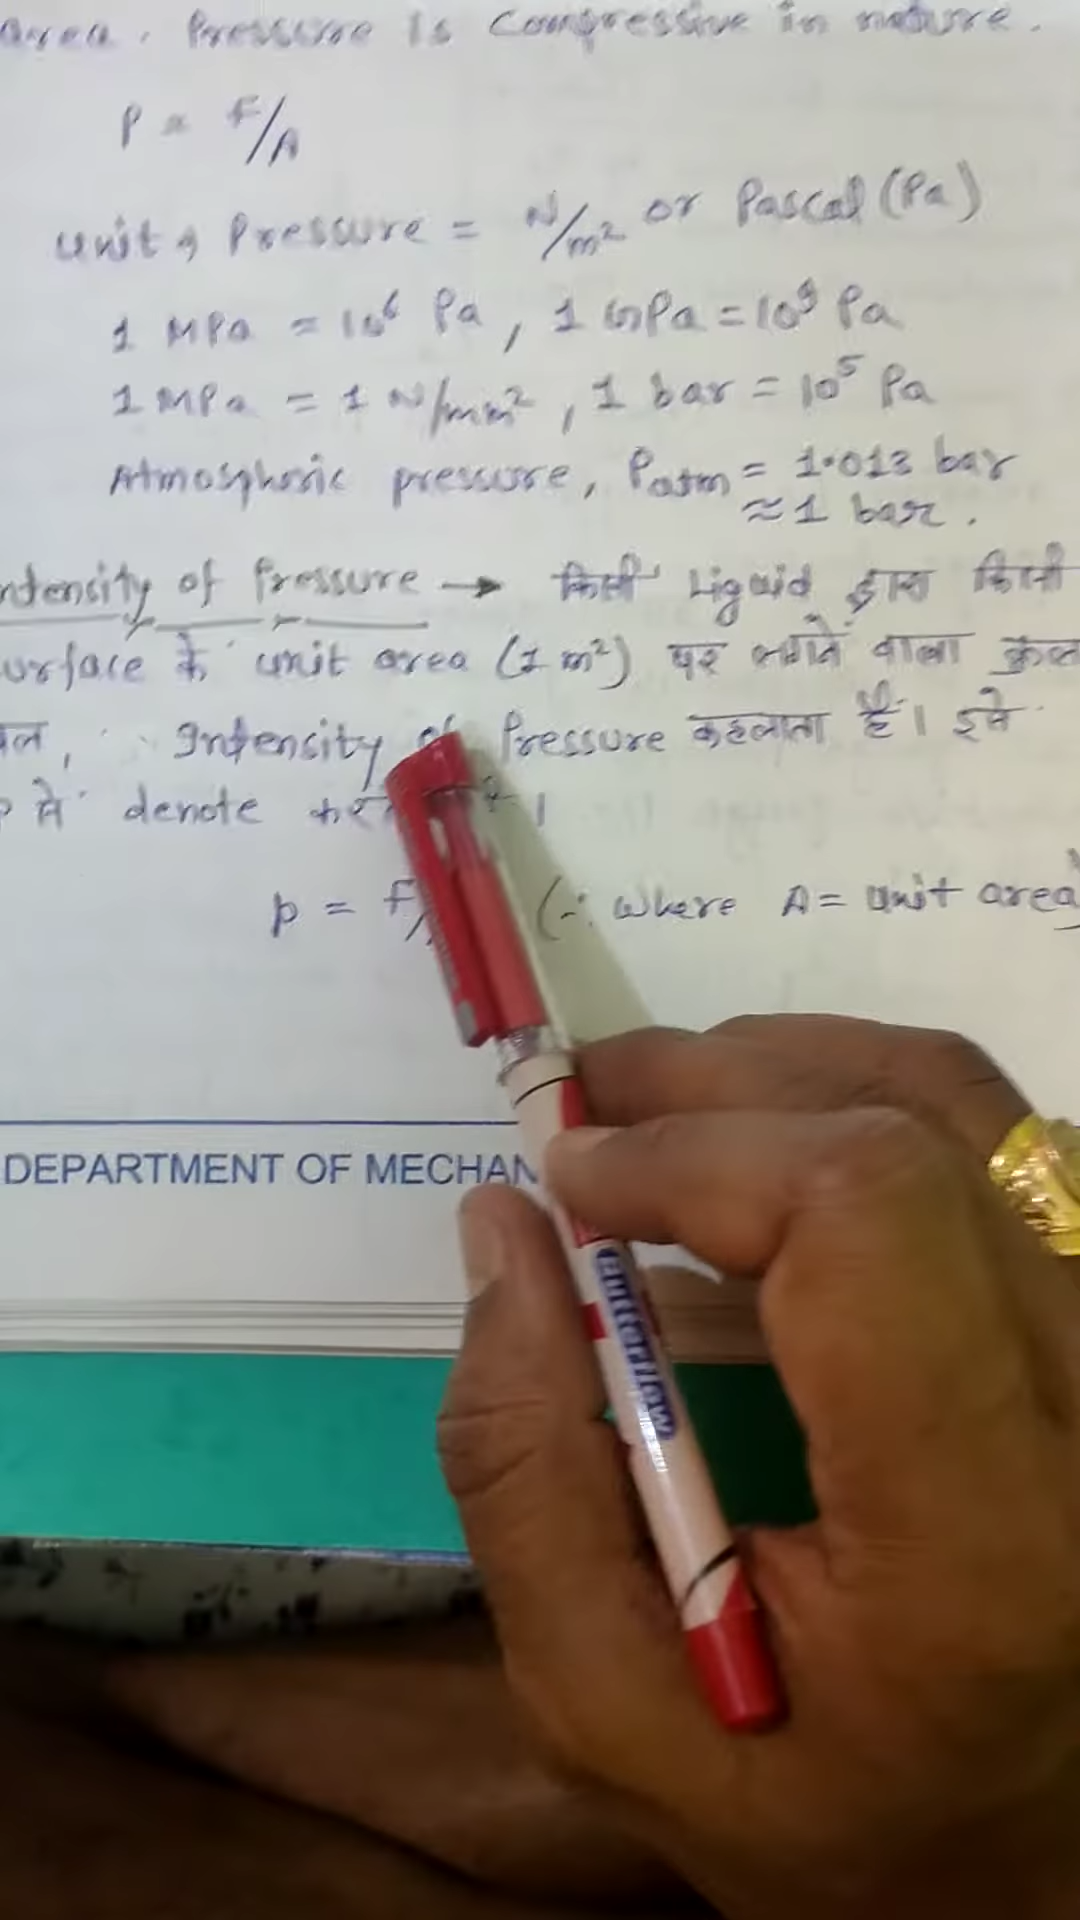 area. Pressure is Compressive in nature.
P = F/A
unit of Pressure = N/m² or Pascal (Pa)
1 MPa = 10⁶ Pa, 1 GPa = 10⁹ Pa
1 MPa = 1 N/mm², 1 bar = 10⁵ Pa
Atmospheric pressure, Patm = 1.013 bar
≈ 1 bar.
ntensity of Pressure → किसी Liquid द्वारा किसी
urface के unit area (1 m²) पर लगने वाला कुल
बल, Intensity of Pressure कहलाता है। इसे
से denote
p = F/ (∵ where A = unit area)
DEPARTMENT OF MECHAN
Butterflow